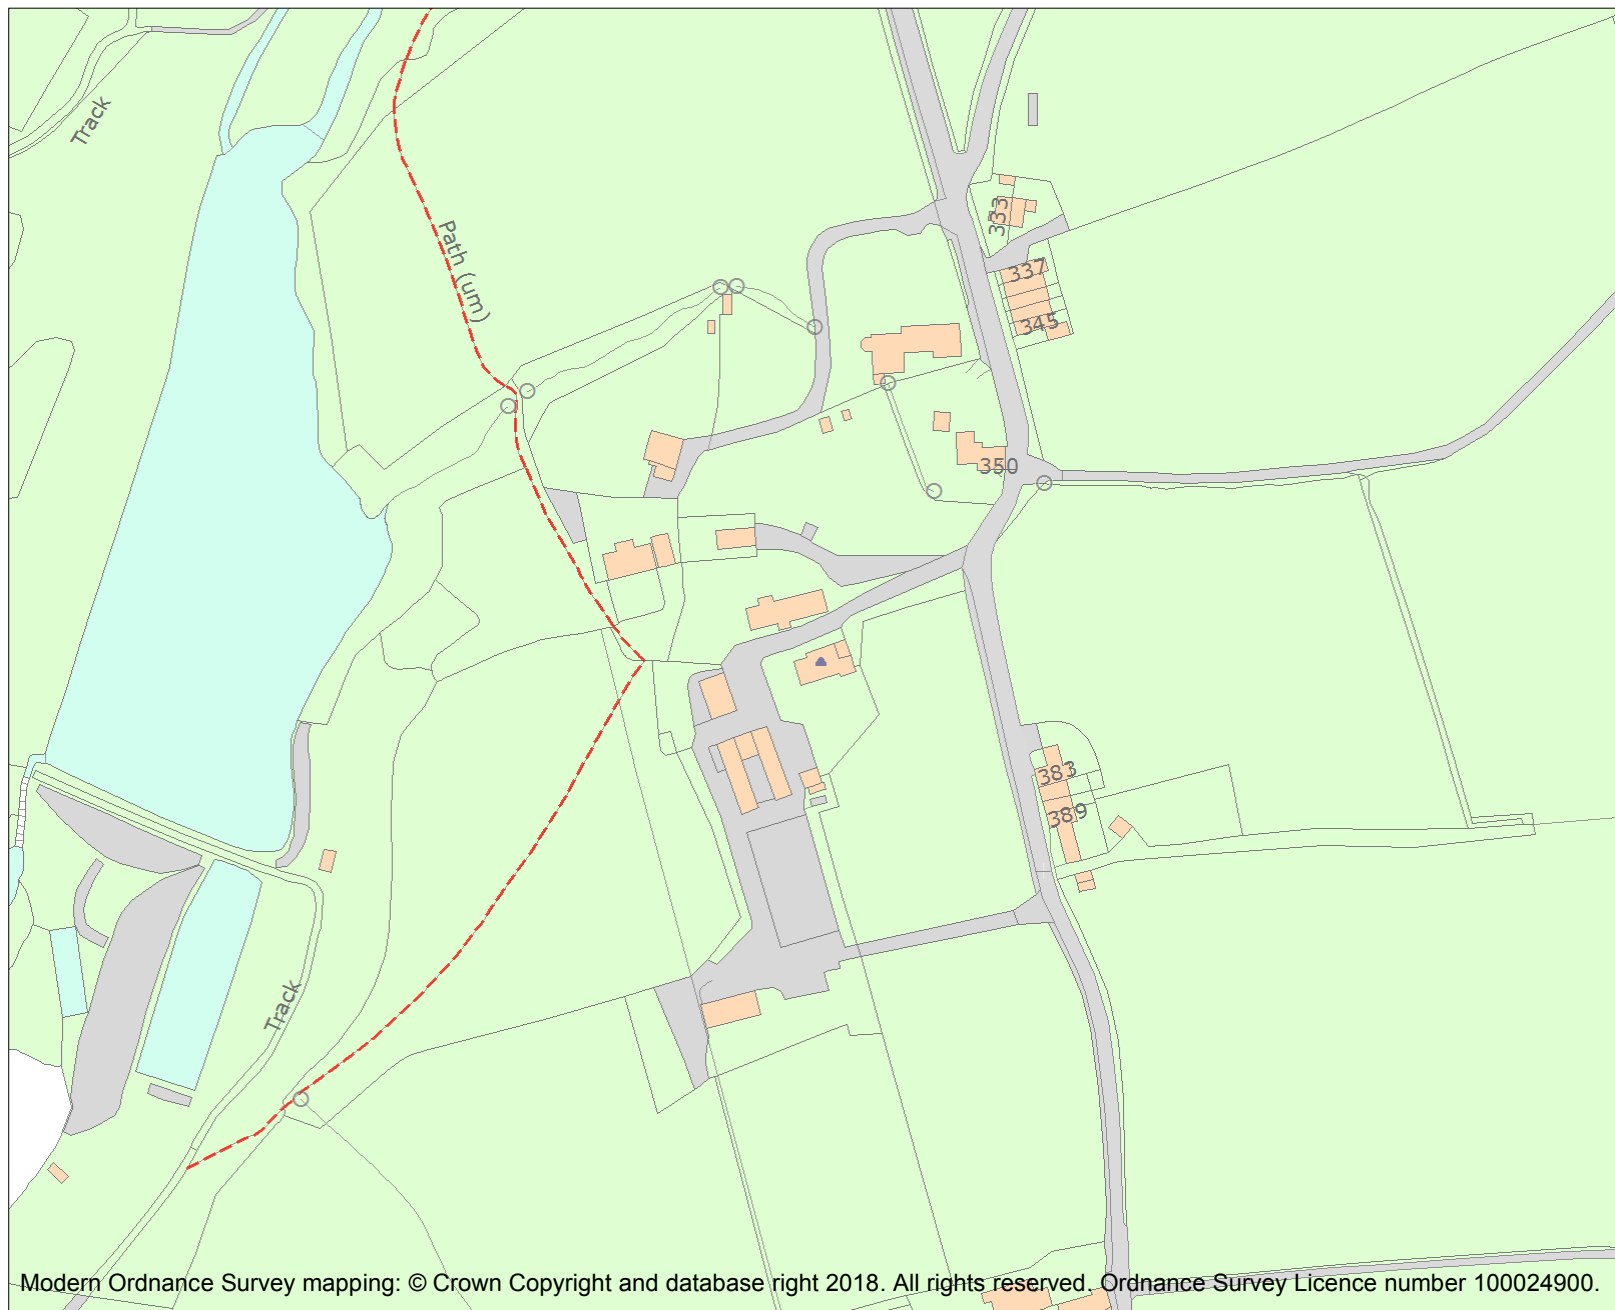 Track
Path (um)
333
337
345
350
383
389
Track
Modern Ordnance Survey mapping: © Crown Copyright and database right 2018. All rights reserved. Ordnance Survey Licence number 100024900.